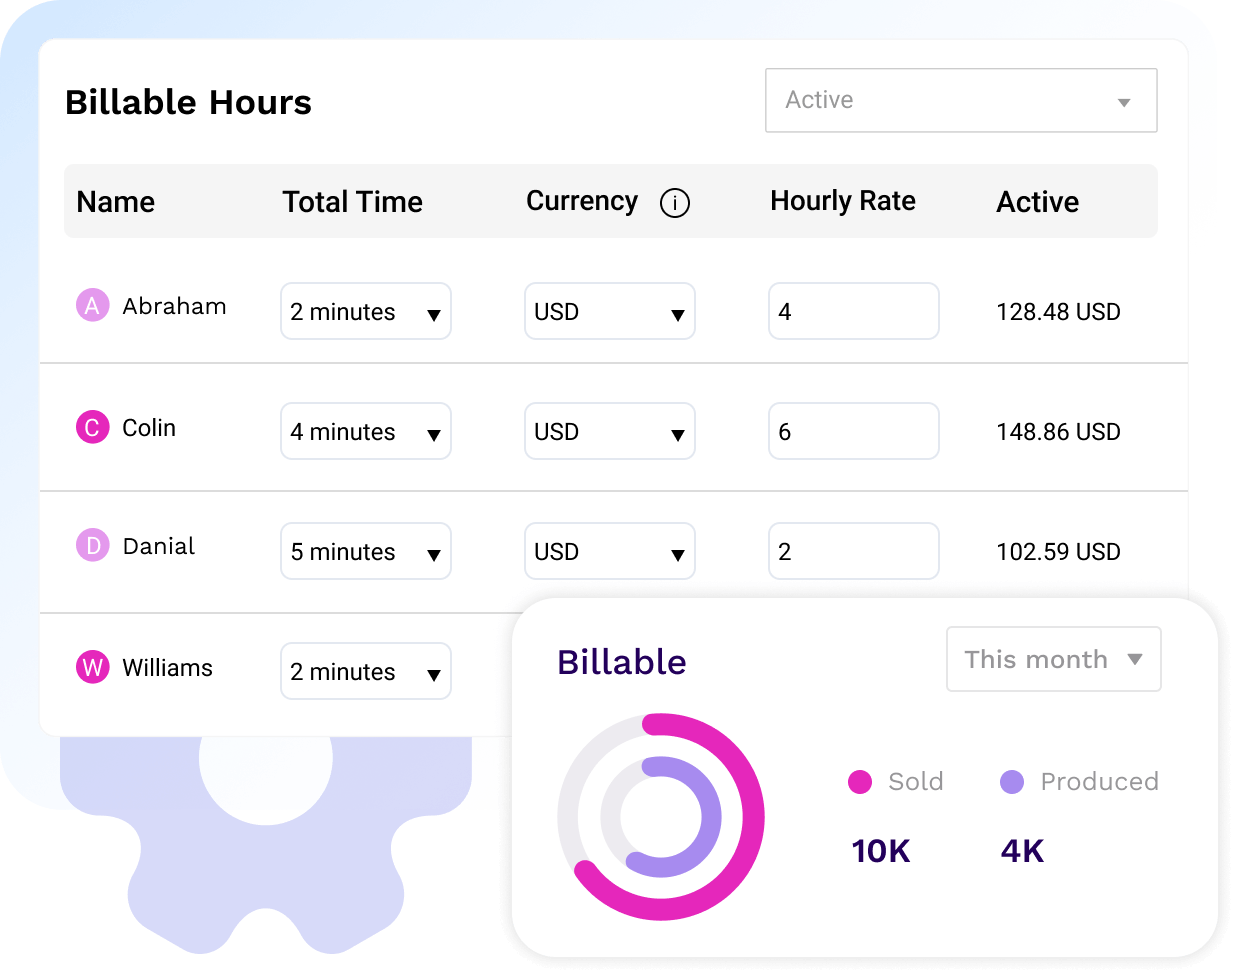 Billable Hours
Active
Name Total Time Currency i Hourly Rate Active
A Abraham 2 minutes USD 4 128.48 USD
C Colin 4 minutes USD 6 148.86 USD
D Danial 5 minutes USD 2 102.59 USD
W Williams 2 minutes
Billable
This month
Sold Produced
10K 4K